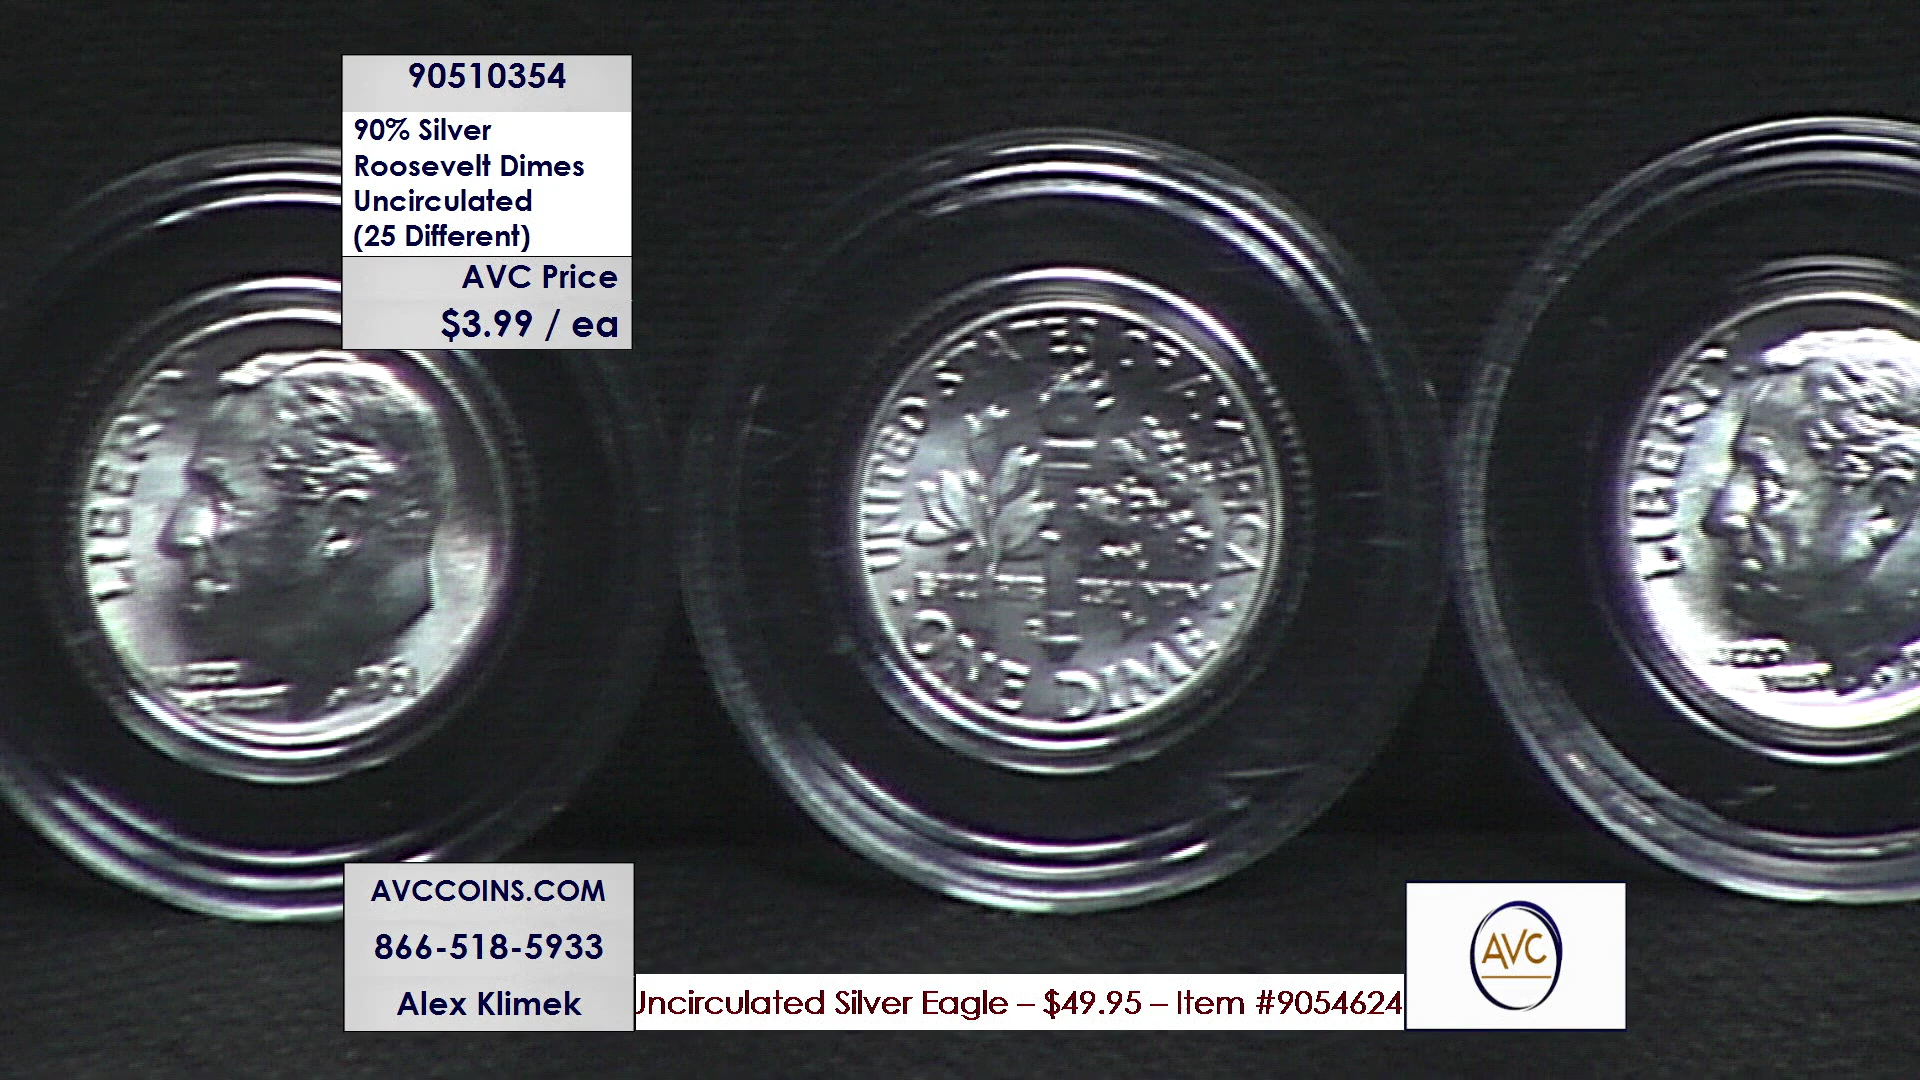 90510354
90% Silver
Roosevelt Dimes
Uncirculated
(25 Different)
AVC Price
$3.99 / ea
LIBERTY
UNITED STATES OF AMERICA
ONE DIME
LIBERTY
AVCCOINS.COM
866-518-5933
Alex Klimek
Uncirculated Silver Eagle – $49.95 – Item #9054624
AVC